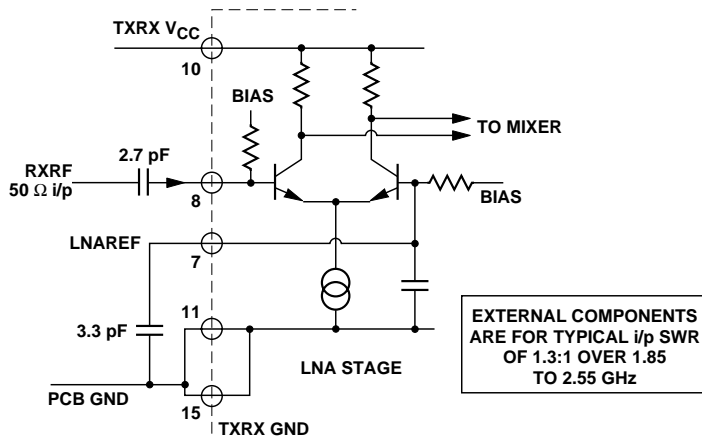 TXRX VCC
10
BIAS
TO MIXER
2.7 pF
RXRF
50 Ω i/p
8
BIAS
LNAREF
7
11
3.3 pF
LNA STAGE
EXTERNAL COMPONENTS
ARE FOR TYPICAL i/p SWR
OF 1.3:1 OVER 1.85
TO 2.55 GHz
PCB GND
15
TXRX GND